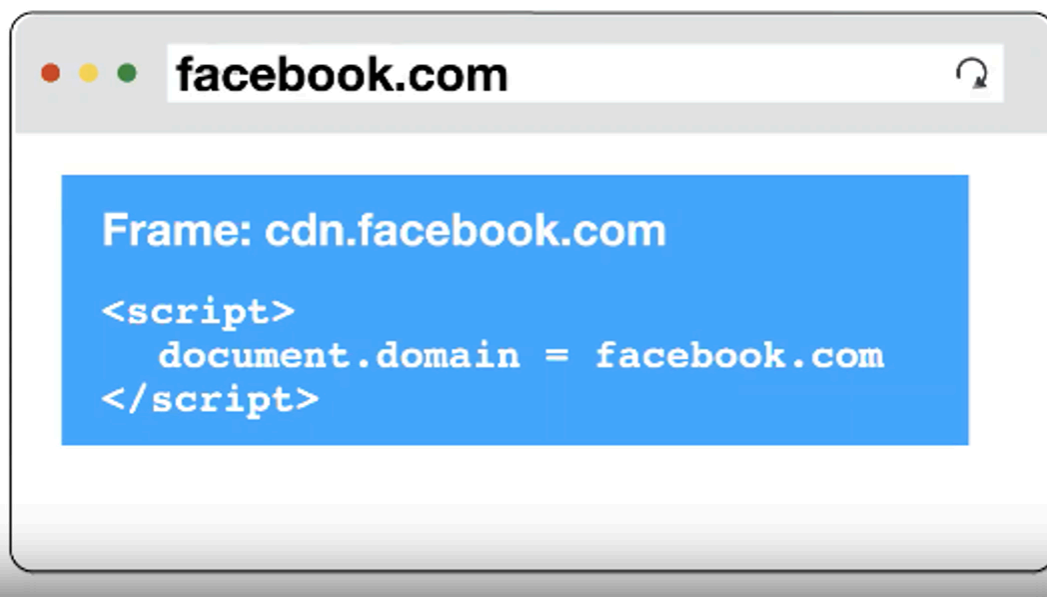 facebook.com
Frame: cdn.facebook.com
<script>
document.domain = facebook.com
</script>